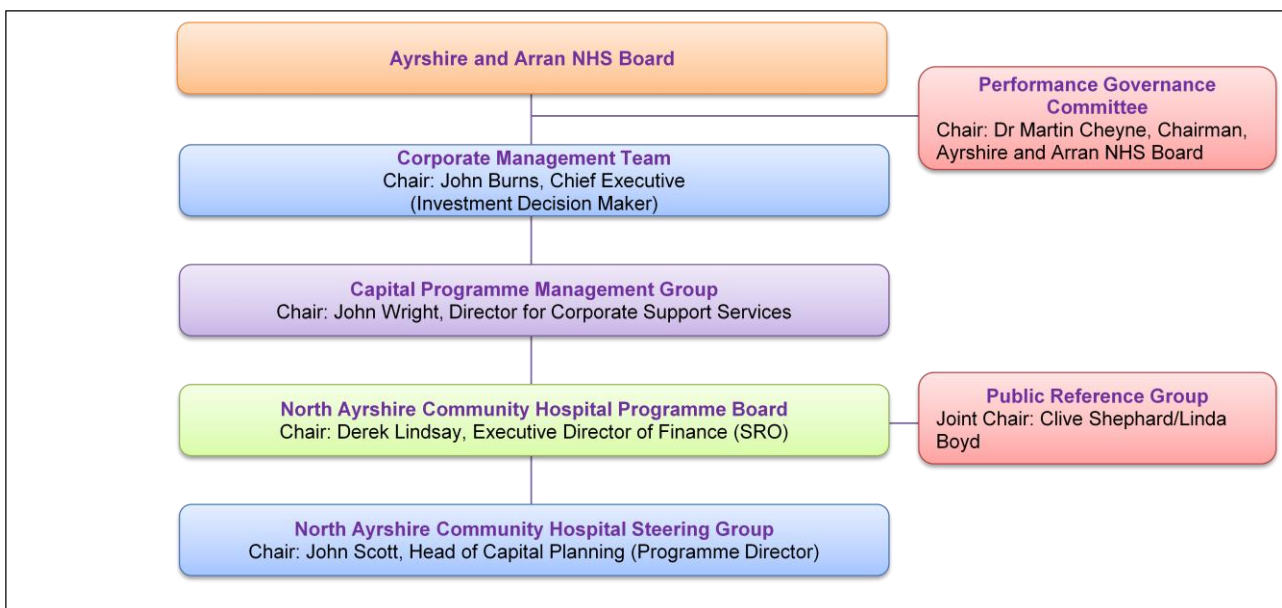 Ayrshire and Arran NHS Board
Performance Governance
Committee
Chair: Dr Martin Cheyne, Chairman,
Ayrshire and Arran NHS Board
Corporate Management Team
Chair: John Burns, Chief Executive
(Investment Decision Maker)
Capital Programme Management Group
Chair: John Wright, Director for Corporate Support Services
North Ayrshire Community Hospital Programme Board
Chair: Derek Lindsay, Executive Director of Finance (SRO)
Public Reference Group
Joint Chair: Clive Shephard/Linda
Boyd
North Ayrshire Community Hospital Steering Group
Chair: John Scott, Head of Capital Planning (Programme Director)